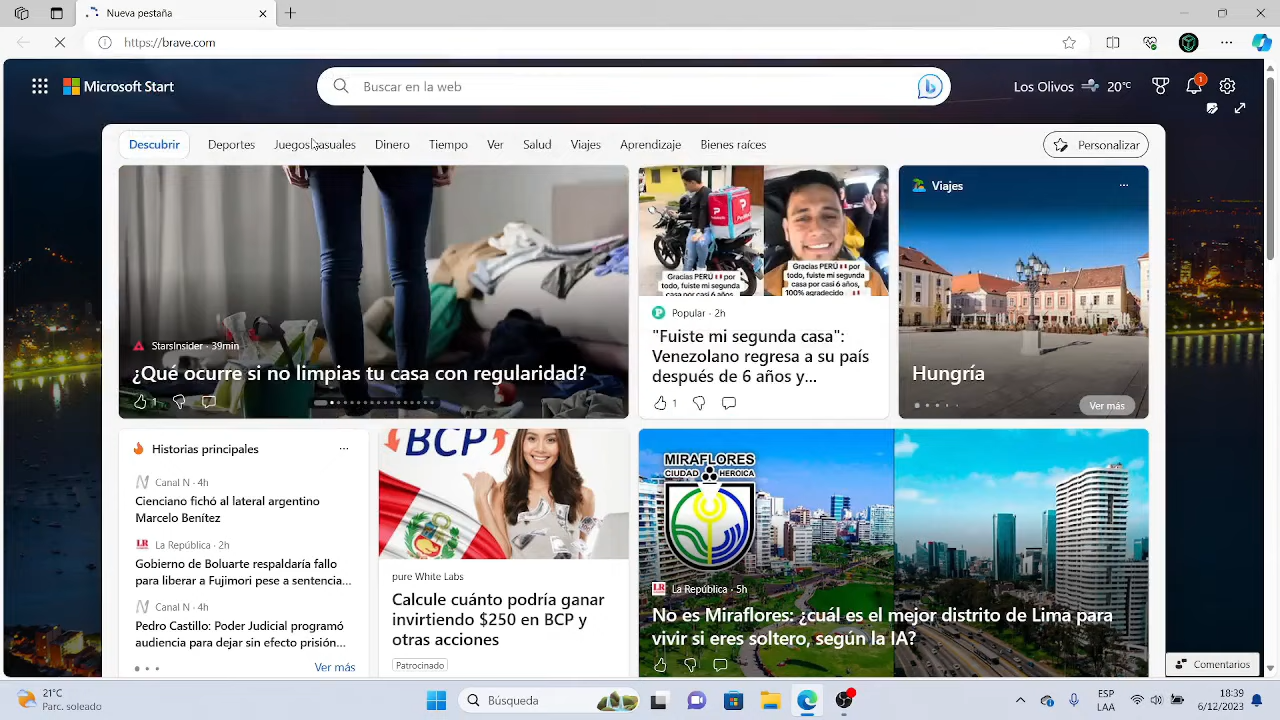 Nueva pestaña
https://brave.com
Microsoft Start
Buscar en la web
Los Olivos
20°C
1
Descubrir
Deportes
Juegos casuales
Dinero
Tiempo
Ver
Salud
Viajes
Aprendizaje
Bienes raíces
Personalizar
StarsInsider · 39min
¿Qué ocurre si no limpias tu casa con regularidad?
1
Gracias PERÚ por
todo, fuiste mi segunda
casa por casi 6 años
Gracias PERÚ por
todo, fuiste mi segunda
casa por casi 6 años,
100% agradecido
Popular · 2h
"Fuiste mi segunda casa":
Venezolano regresa a su país
después de 6 años y...
1
Viajes
...
Hungría
Ver más
Historias principales
...
Canal N · 4h
Cienciano fichó al lateral argentino
Marcelo Benítez
LR La República · 2h
Gobierno de Boluarte respaldaría fallo
para liberar a Fujimori pese a sentencia...
Canal N · 4h
Pedro Castillo: Poder Judicial programó
audiencia para dejar sin efecto prisión...
Ver más
BCP
pure White Labs
Calcule cuánto podría ganar
invirtiendo $250 en BCP y
otras acciones
Patrocinado
MIRAFLORES
CIUDAD HEROICA
LR La República · 5h
No es Miraflores: ¿cuál es el mejor distrito de Lima para
vivir si eres soltero, según la IA?
Comentarios
21°C
Parc. soleado
Búsqueda
ESP
LAA
18:39
6/12/2023